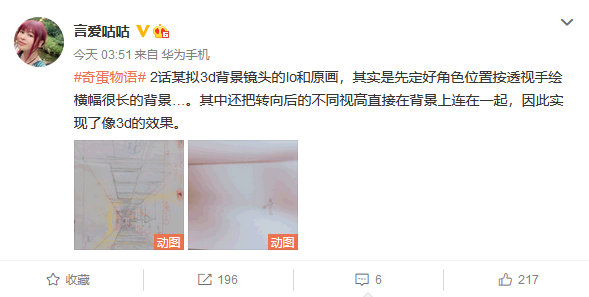 言爱咕咕
今天 03:51 来自 华为手机
#奇蛋物语# 2话某拟3d背景镜头的lo和原画，其实是先定好角色位置按透视手绘
横幅很长的背景…。其中还把转向后的不同视高直接在背景上连在一起，因此实
现了像3d的效果。
动图 动图
收藏 196 6 217